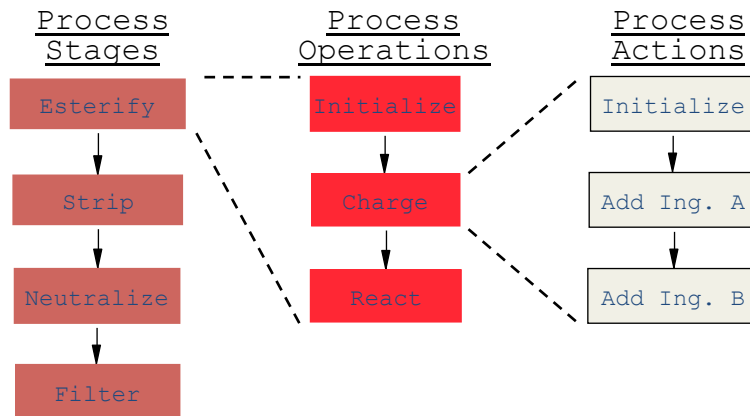 Process
Stages
Esterify
Strip
Neutralize
Filter
Process
Operations
Initialize
Charge
React
Process
Actions
Initialize
Add Ing. A
Add Ing. B